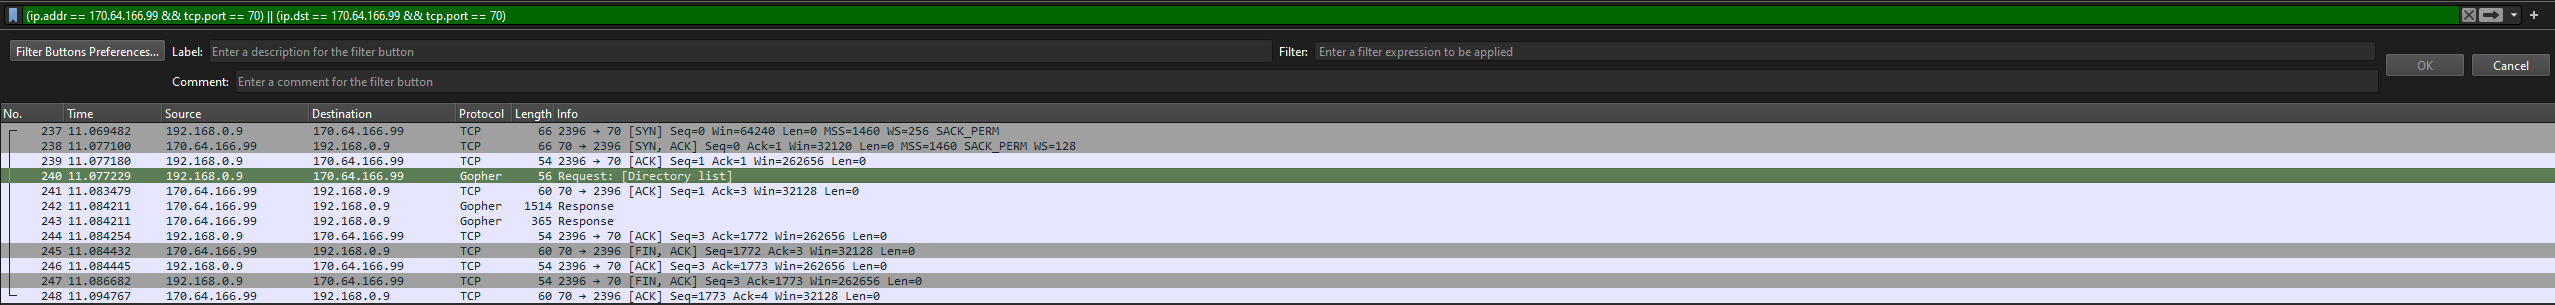 (ip.addr == 170.64.166.99 && tcp.port == 70) || (ip.dst == 170.64.166.99 && tcp.port == 70)
Filter Buttons Preferences... Label: Enter a description for the filter button Filter: Enter a filter expression to be applied
OK Cancel
Comment: Enter a comment for the filter button
No. Time Source Destination Protocol Length Info
237 11.069482 192.168.0.9 170.64.166.99 TCP 66 2396 → 70 [SYN] Seq=0 Win=64240 Len=0 MSS=1460 WS=256 SACK_PERM
238 11.077100 170.64.166.99 192.168.0.9 TCP 66 70 → 2396 [SYN, ACK] Seq=0 Ack=1 Win=32120 Len=0 MSS=1460 SACK_PERM WS=128
239 11.077180 192.168.0.9 170.64.166.99 TCP 54 2396 → 70 [ACK] Seq=1 Ack=1 Win=262656 Len=0
240 11.077229 192.168.0.9 170.64.166.99 Gopher 56 Request: [Directory list]
241 11.083479 170.64.166.99 192.168.0.9 TCP 60 70 → 2396 [ACK] Seq=1 Ack=3 Win=32128 Len=0
242 11.084211 170.64.166.99 192.168.0.9 Gopher 1514 Response
243 11.084211 170.64.166.99 192.168.0.9 Gopher 365 Response
244 11.084254 192.168.0.9 170.64.166.99 TCP 54 2396 → 70 [ACK] Seq=3 Ack=1772 Win=262656 Len=0
245 11.084432 170.64.166.99 192.168.0.9 TCP 60 70 → 2396 [FIN, ACK] Seq=1772 Ack=3 Win=32128 Len=0
246 11.084445 192.168.0.9 170.64.166.99 TCP 54 2396 → 70 [ACK] Seq=3 Ack=1773 Win=262656 Len=0
247 11.086682 192.168.0.9 170.64.166.99 TCP 54 2396 → 70 [FIN, ACK] Seq=3 Ack=1773 Win=262656 Len=0
248 11.094767 170.64.166.99 192.168.0.9 TCP 60 70 → 2396 [ACK] Seq=1773 Ack=4 Win=32128 Len=0